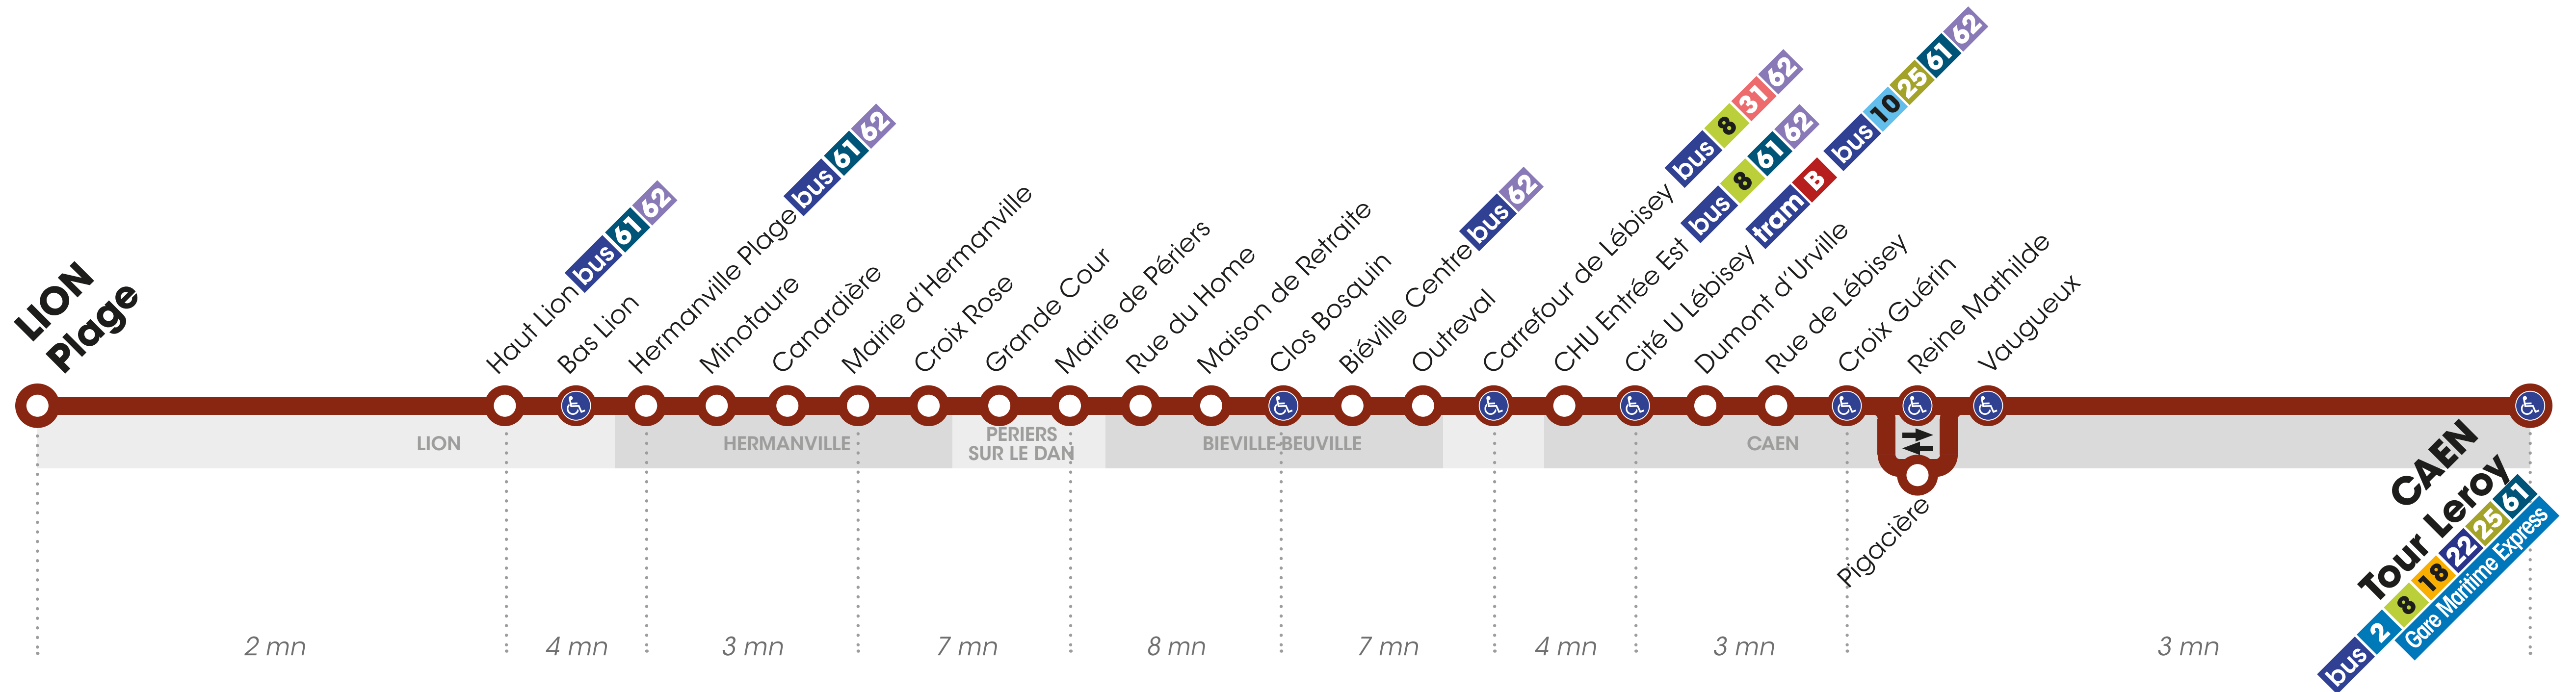 LION
Plage
Haut Lion bus 61 62
Bas Lion
Hermanville Plage bus 61 62
Minotaure
Canardière
Mairie d'Hermanville
Croix Rose
Grande Cour
Mairie de Périers
Rue du Home
Maison de Retraite
Clos Bosquin
Biéville Centre bus 62
Outreval
Carrefour de Lébisey bus 8 31 62
CHU Entrée Est bus 8 61 62
Cité U Lébisey tram B bus 10 25 61 62
Dumont d'Urville
Rue de Lébisey
Croix Guérin
Reine Mathilde
Vaugueux
LION
HERMANVILLE
PERIERS
SUR LE DAN
BIEVILLE-BEUVILLE
CAEN
Pigacière
CAEN
Tour Leroy
bus 2 8 18 22 25 61
Gare Maritime Express
2 mn
4 mn
3 mn
7 mn
8 mn
7 mn
4 mn
3 mn
3 mn